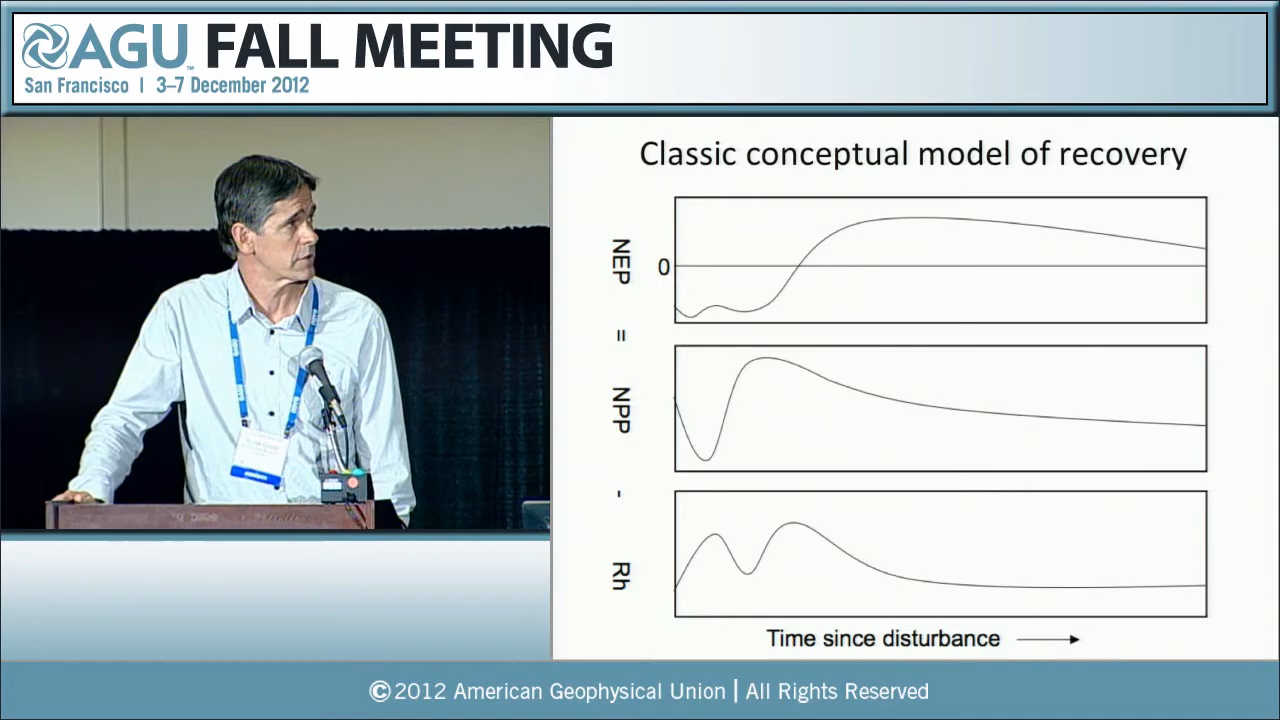 AGU FALL MEETING
San Francisco | 3–7 December 2012
Classic conceptual model of recovery
NEP
0
=
NPP
-
Rh
Time since disturbance
©2012 American Geophysical Union | All Rights Reserved